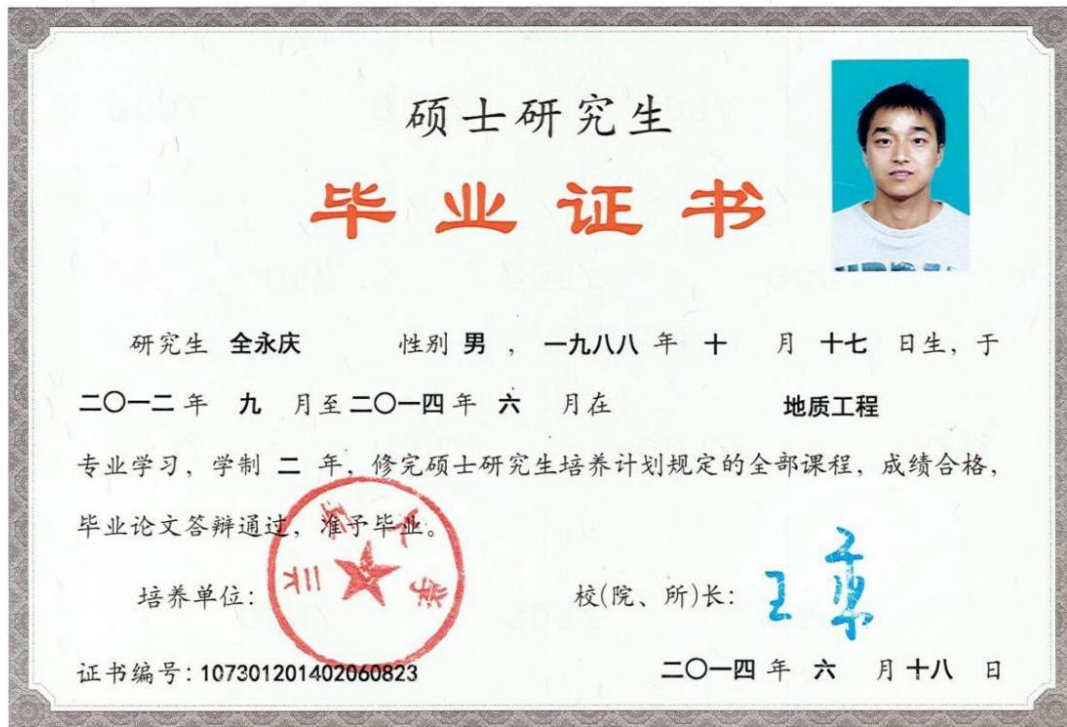 硕士研究生
毕业证书
研究生 全永庆 性别 男 ， 一九八八 年 十 月 十七 日生，于
二〇一二 年 九 月至 二〇一四 年 六 月在 地质工程
专业学习，学制 二 年，修完硕士研究生培养计划规定的全部课程，成绩合格，
毕业论文答辩通过，准予毕业。
培养单位： 校(院、所)长：
证书编号：107301201402060823 二〇一四 年 六 月 十八 日